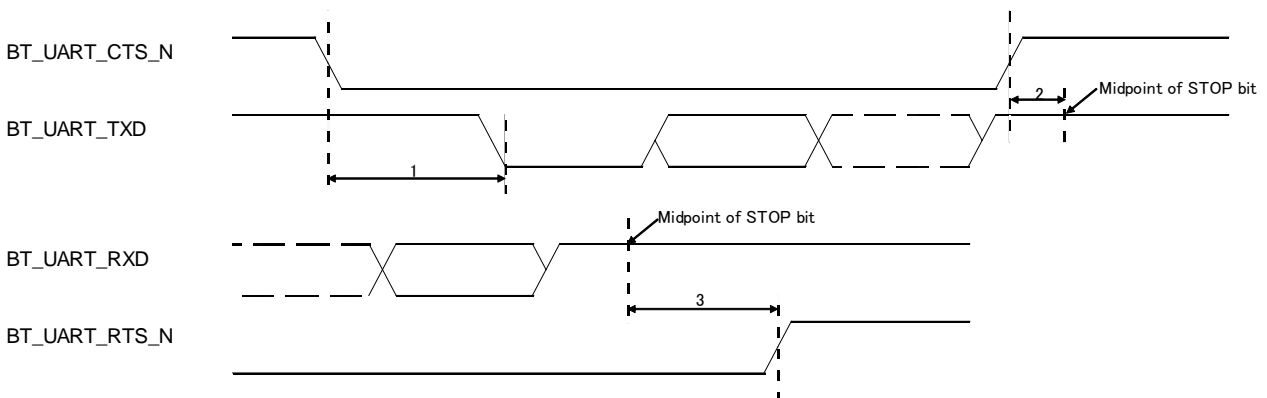 BT_UART_CTS_N
2
Midpoint of STOP bit
BT_UART_TXD
1
Midpoint of STOP bit
BT_UART_RXD
3
BT_UART_RTS_N